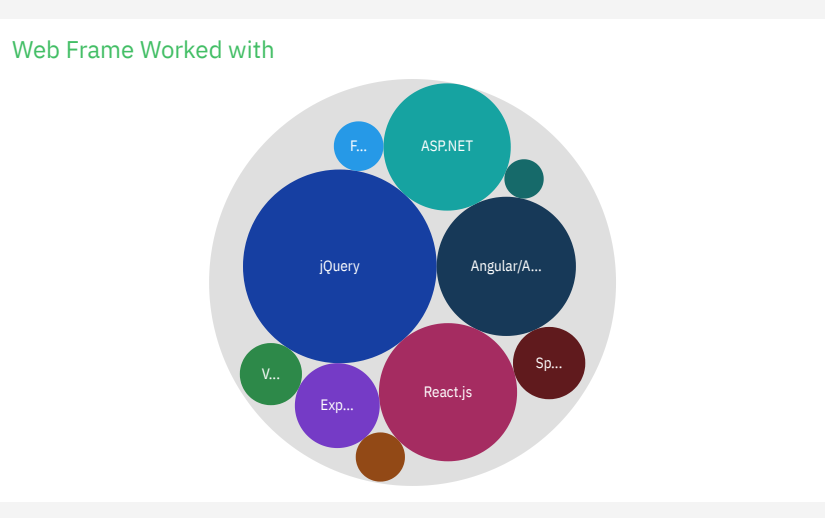 Web Frame Worked with
F...
ASP.NET
jQuery
Angular/A...
V...
Exp...
React.js
Sp...